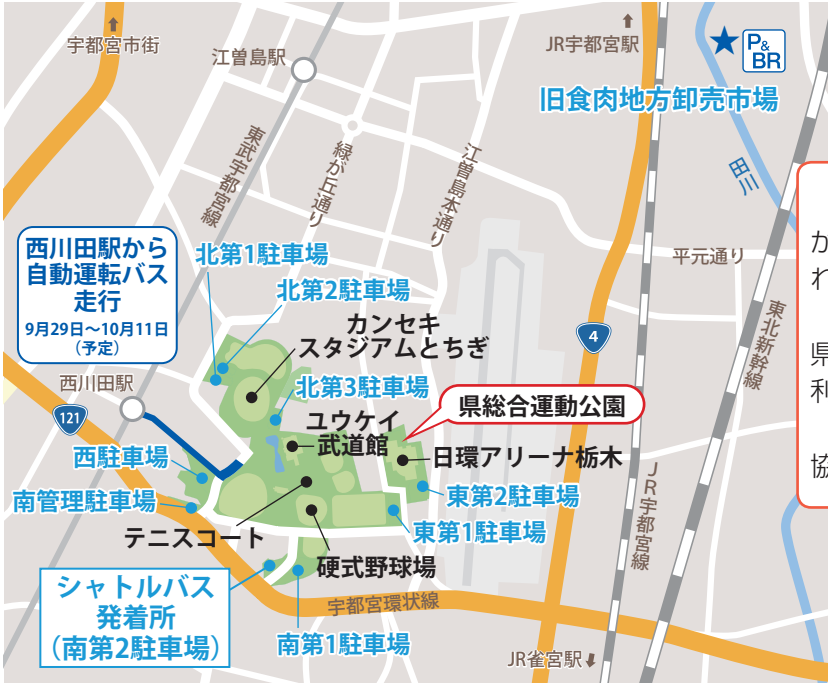 宇都宮市街
江曽島駅
JR宇都宮駅
P&
BR
旧食肉地方卸売市場
東武宇都宮線
緑が丘通り
江曽島本通り
田川
西川田駅から
自動運転バス
走行
9月29日~10月11日
(予定)
北第1駐車場
北第2駐車場
平元通り
カンセキ
スタジアムとちぎ
東北新幹線
4
西川田駅
北第3駐車場
県総合運動公園
121
ユウケイ
武道館
日環アリーナ栃木
西駐車場
東第2駐車場
南管理駐車場
東第1駐車場
テニスコート
JR宇都宮線
硬式野球場
シャトルバス
発着所
(南第2駐車場)
宇都宮環状線
南第1駐車場
JR雀宮駅
か
れ
県
利
協